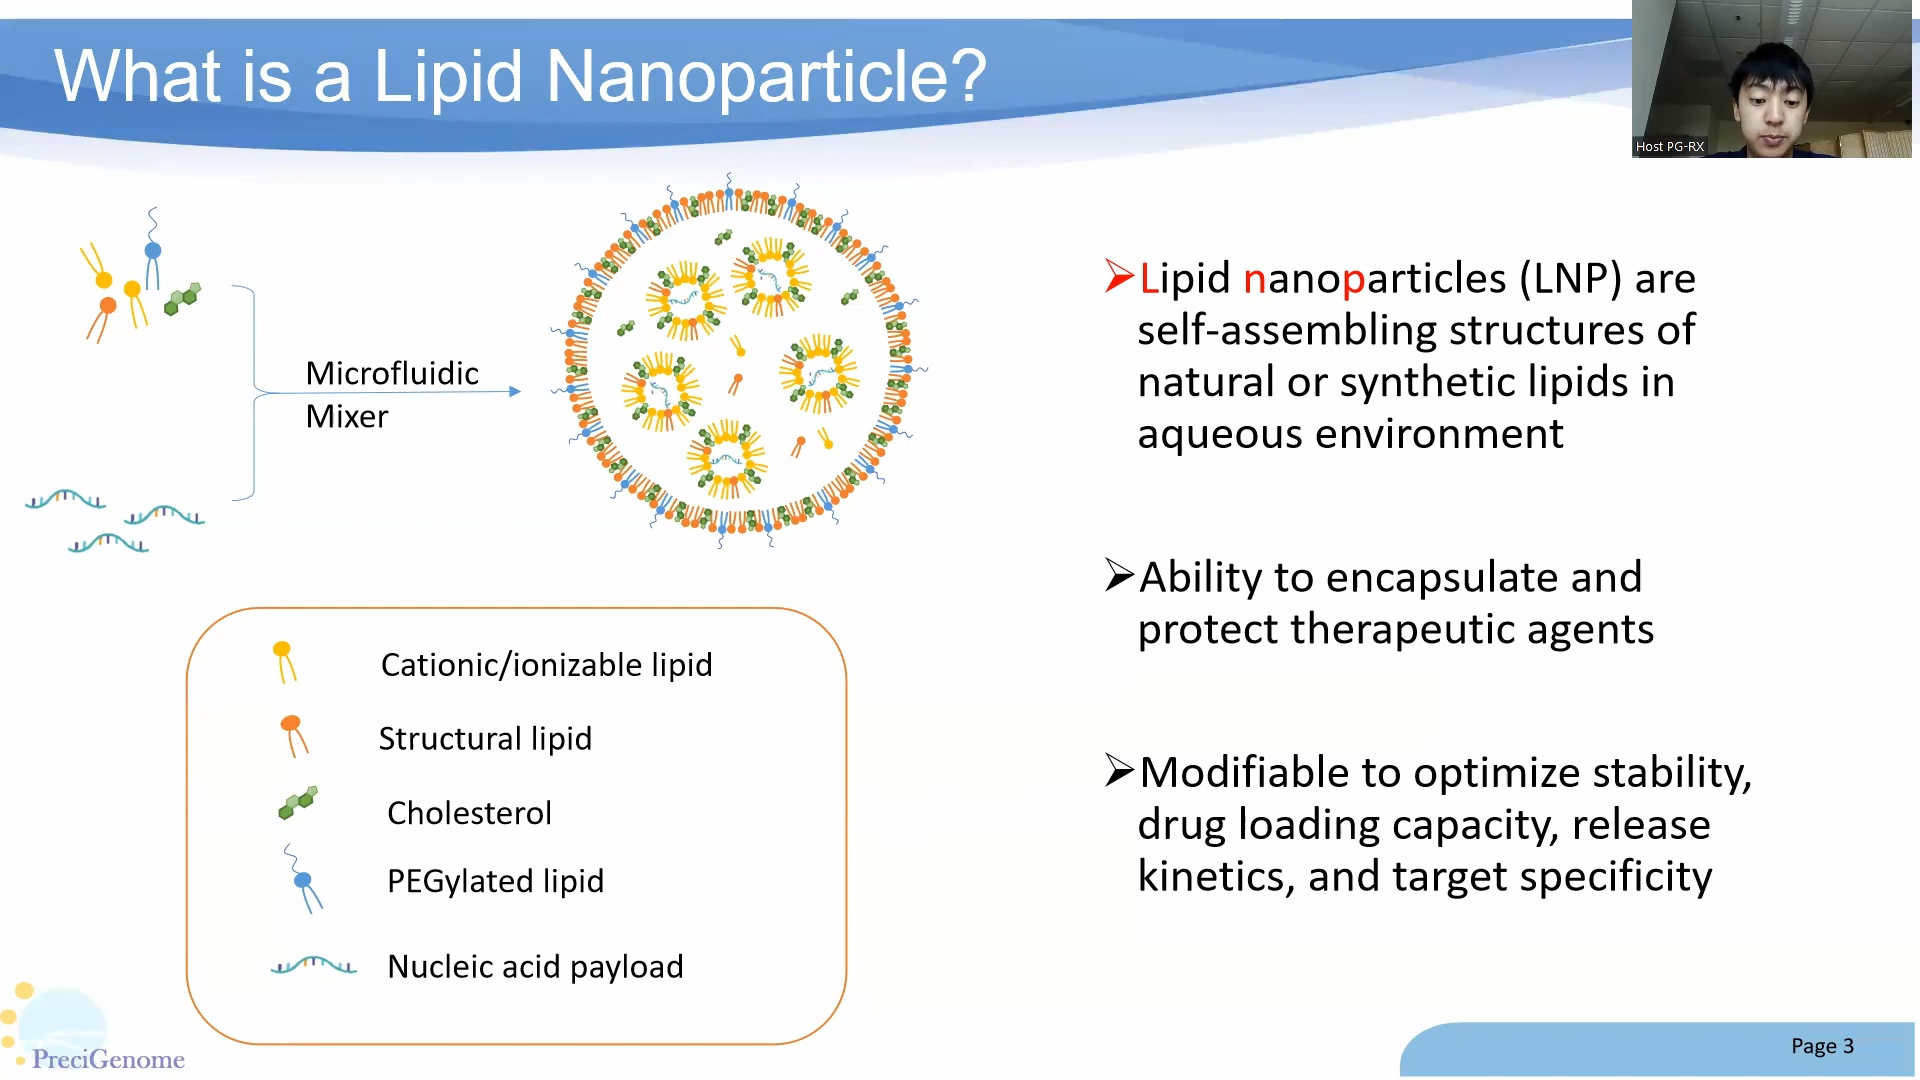 What is a Lipid Nanoparticle?
Host PG-RX
Microfluidic
Mixer
Cationic/ionizable lipid
Structural lipid
Cholesterol
PEGylated lipid
Nucleic acid payload
➢Lipid nanoparticles (LNP) are
self-assembling structures of
natural or synthetic lipids in
aqueous environment
➢Ability to encapsulate and
protect therapeutic agents
➢Modifiable to optimize stability,
drug loading capacity, release
kinetics, and target specificity
PreciGenome
Page 3